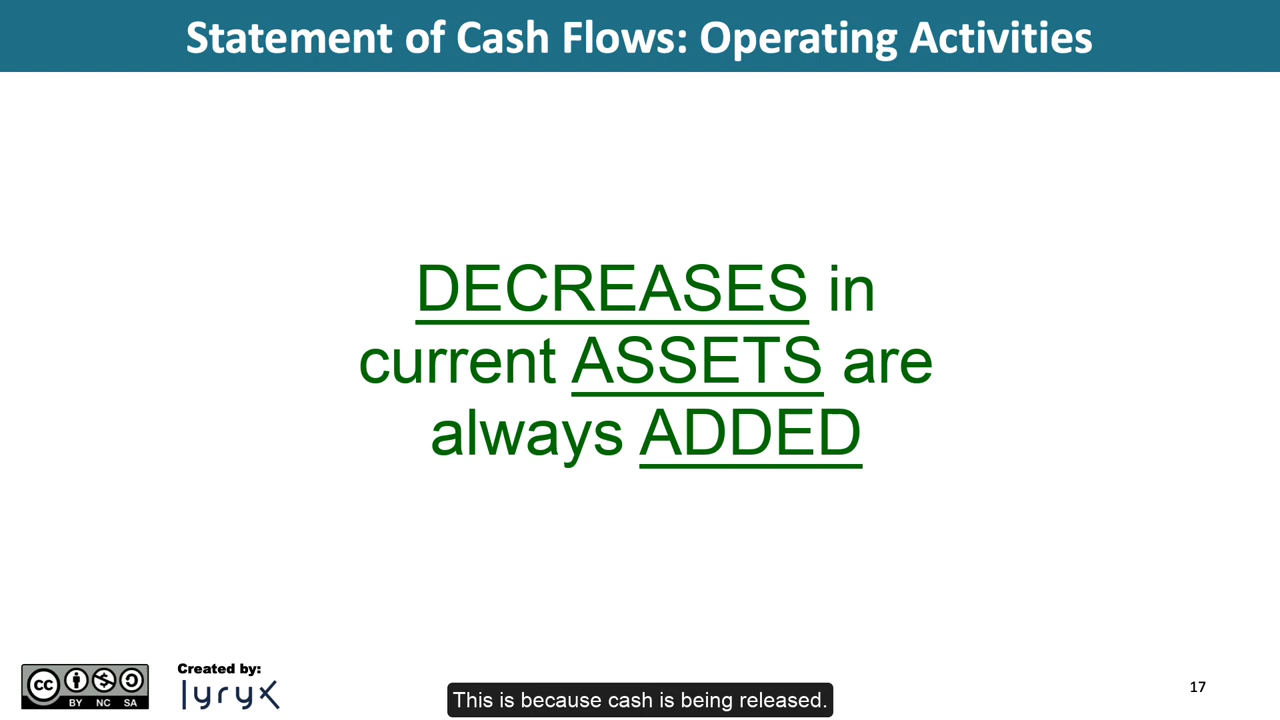 Statement of Cash Flows: Operating Activities
DECREASES in
current ASSETS are
always ADDED
cc
BY NC SA
Created by:
lyryx
This is because cash is being released.
17